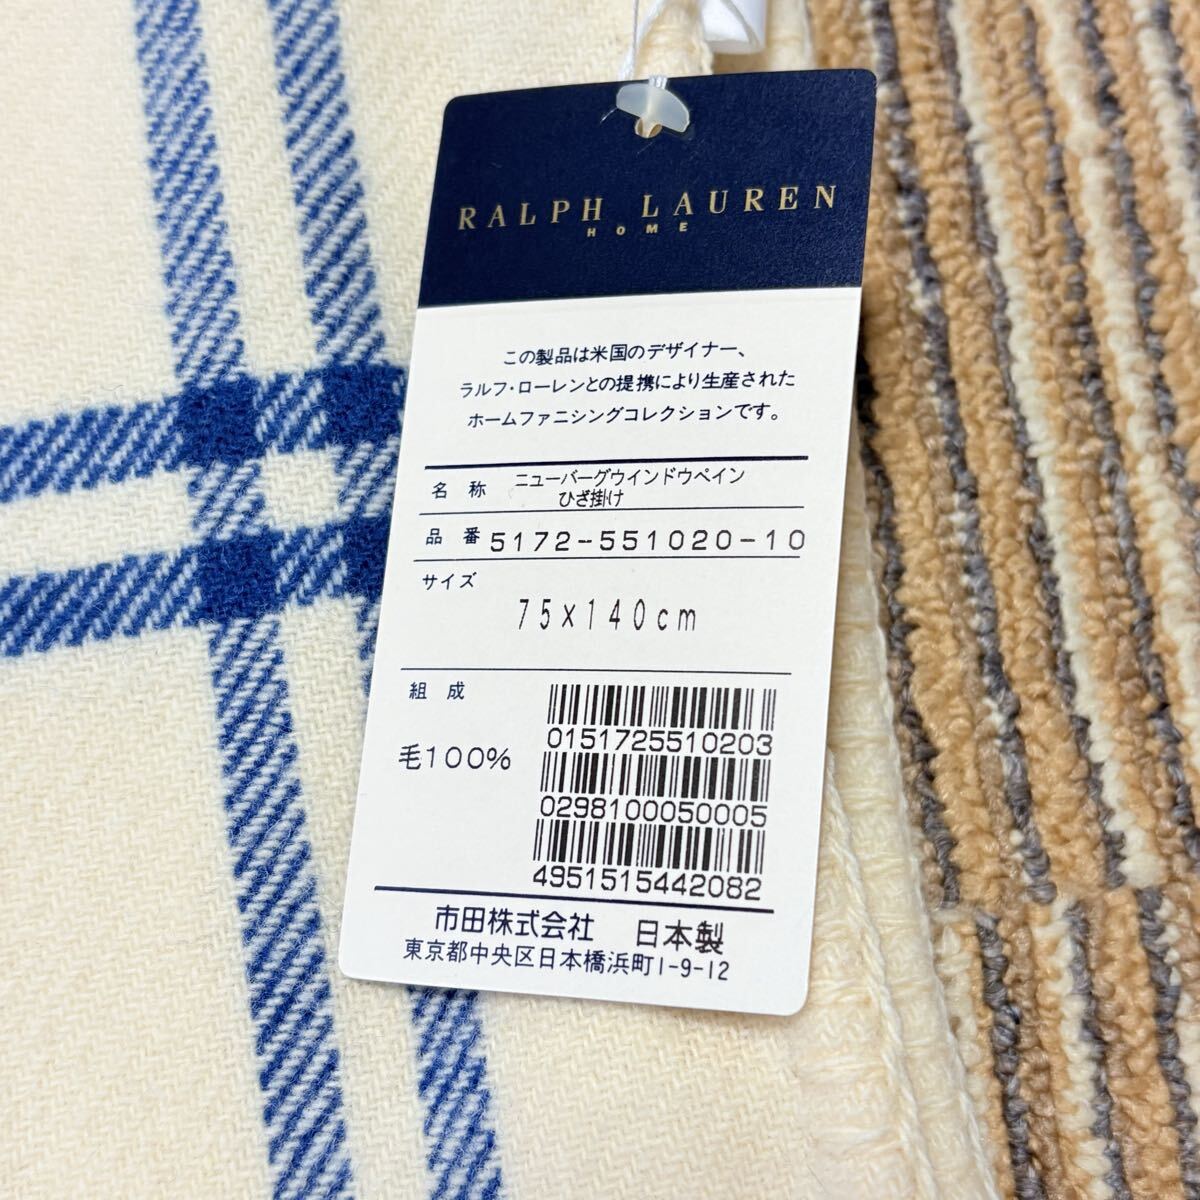 RALPH LAUREN
HOME
この製品は米国のデザイナー、
ラルフ・ローレンとの提携により生産された
ホームファニシングコレクションです。
名 称 ニューバーグウインドウペイン
ひざ掛け
品 番 5172-551020-10
サイズ
75×140cm
組 成
毛100%
0151725510203
0298100050005
4951515442082
市田株式会社 日本製
東京都中央区日本橋浜町1-9-12